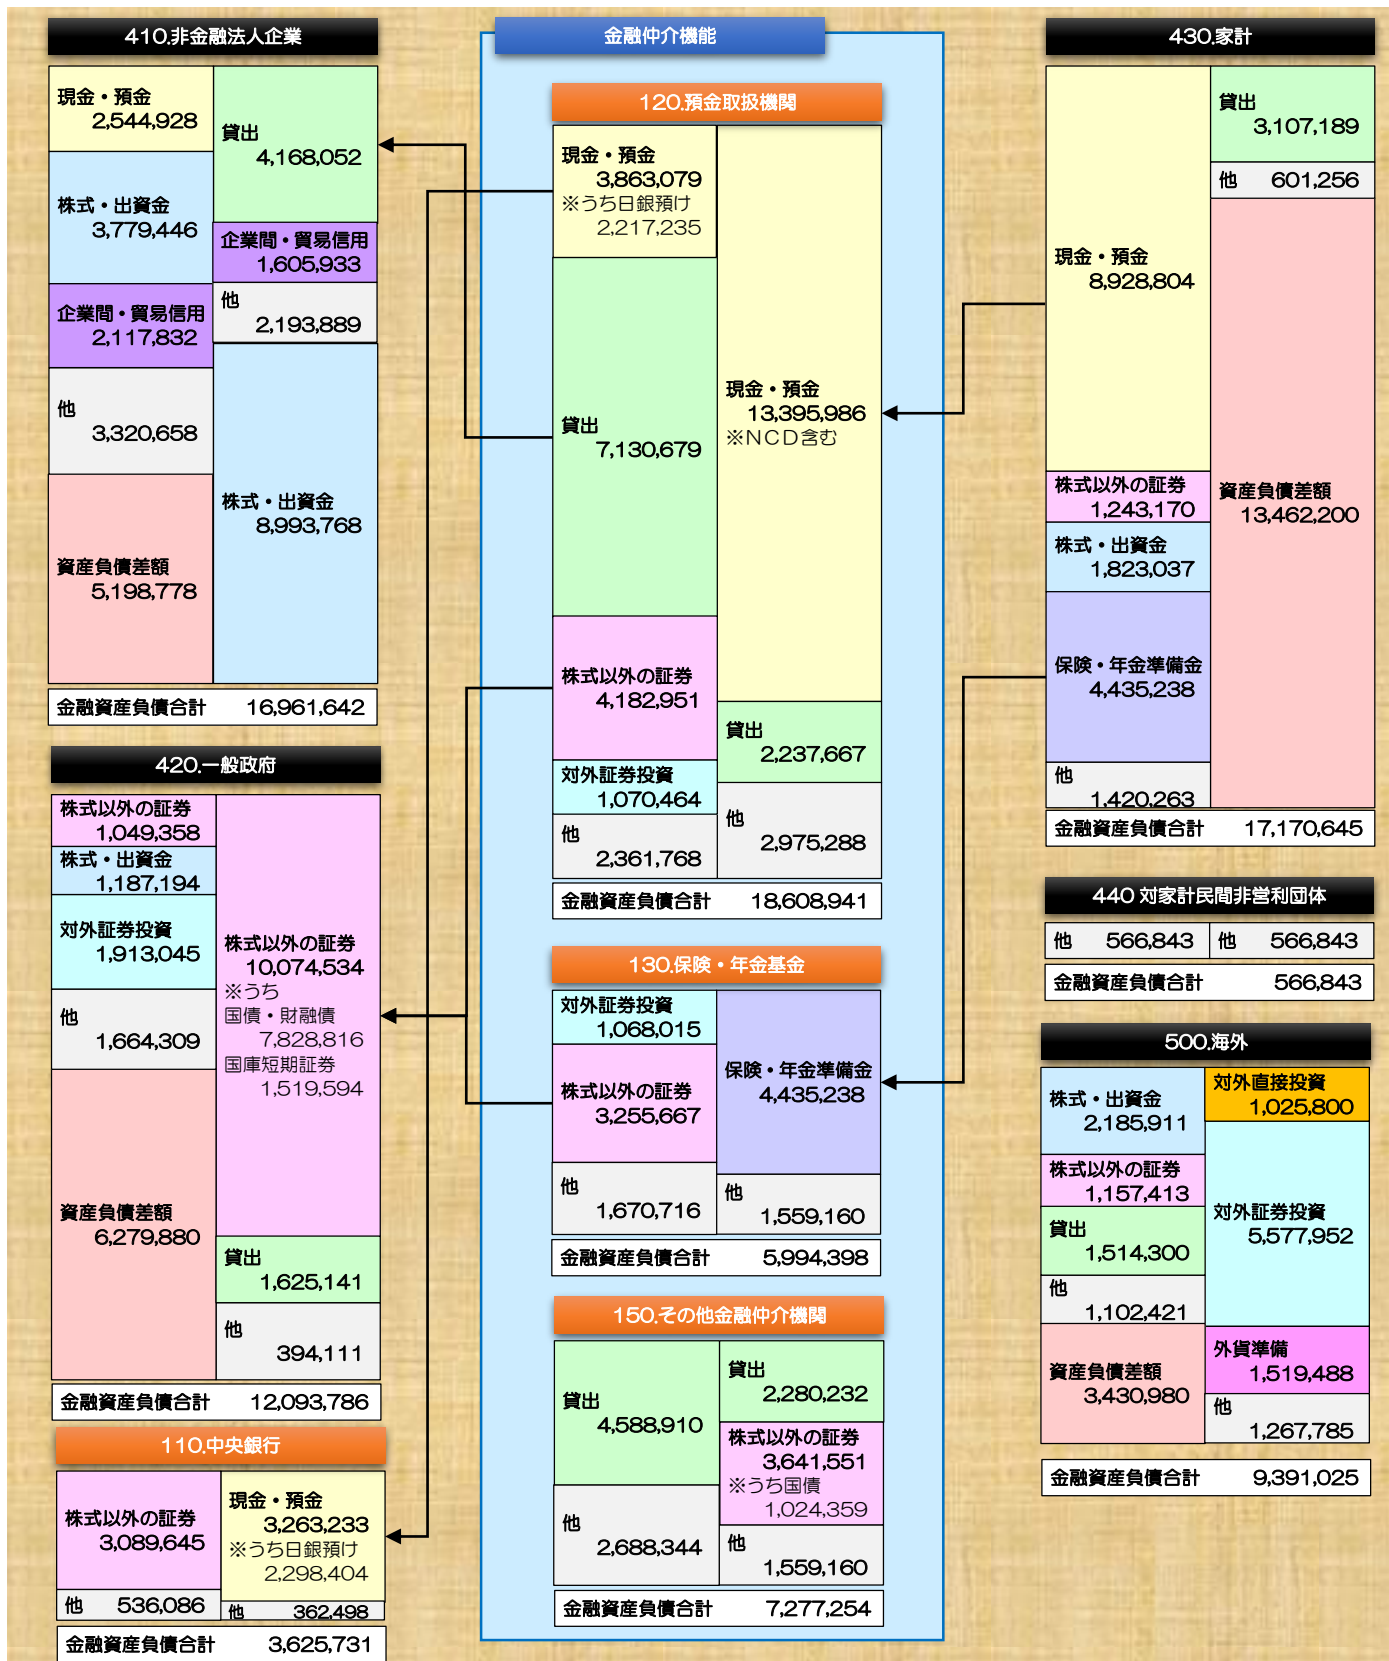 410.非金融法人企業
現金・預金
2,544,928
株式・出資金
3,779,446
企業間・貿易信用
2,117,832
他
3,320,658
資産負債差額
5,198,778
貸出
4,168,052
企業間・貿易信用
1,605,933
他
2,193,889
株式・出資金
8,993,768
金融資産負債合計 16,961,642
420.一般政府
株式以外の証券
1,049,358
株式・出資金
1,187,194
対外証券投資
1,913,045
他
1,664,309
資産負債差額
6,279,880
株式以外の証券
10,074,534
※うち
国債・財融債
7,828,816
国庫短期証券
1,519,594
貸出
1,625,141
他
394,111
金融資産負債合計 12,093,786
110.中央銀行
株式以外の証券
3,089,645
他 536,086
現金・預金
3,263,233
※うち日銀預け
2,298,404
他 362,498
金融資産負債合計 3,625,731
金融仲介機能
120.預金取扱機関
現金・預金
3,863,079
※うち日銀預け
2,217,235
貸出
7,130,679
株式以外の証券
4,182,951
対外証券投資
1,070,464
他
2,361,768
現金・預金
13,395,986
※NCD含む
貸出
2,237,667
他
2,975,288
金融資産負債合計 18,608,941
130.保険・年金基金
対外証券投資
1,068,015
株式以外の証券
3,255,667
他
1,670,716
保険・年金準備金
4,435,238
他
1,559,160
金融資産負債合計 5,994,398
150.その他金融仲介機関
貸出
4,588,910
他
2,688,344
貸出
2,280,232
株式以外の証券
3,641,551
※うち国債
1,024,359
他
1,559,160
金融資産負債合計 7,277,254
430.家計
現金・預金
8,928,804
株式以外の証券
1,243,170
株式・出資金
1,823,037
保険・年金準備金
4,435,238
他
1,420,263
貸出
3,107,189
他 601,256
資産負債差額
13,462,200
金融資産負債合計 17,170,645
440 対家計民間非営利団体
他 566,843 他 566,843
金融資産負債合計 566,843
500.海外
株式・出資金
2,185,911
株式以外の証券
1,157,413
貸出
1,514,300
他
1,102,421
資産負債差額
3,430,980
対外直接投資
1,025,800
対外証券投資
5,577,952
外貨準備
1,519,488
他
1,267,785
金融資産負債合計 9,391,025